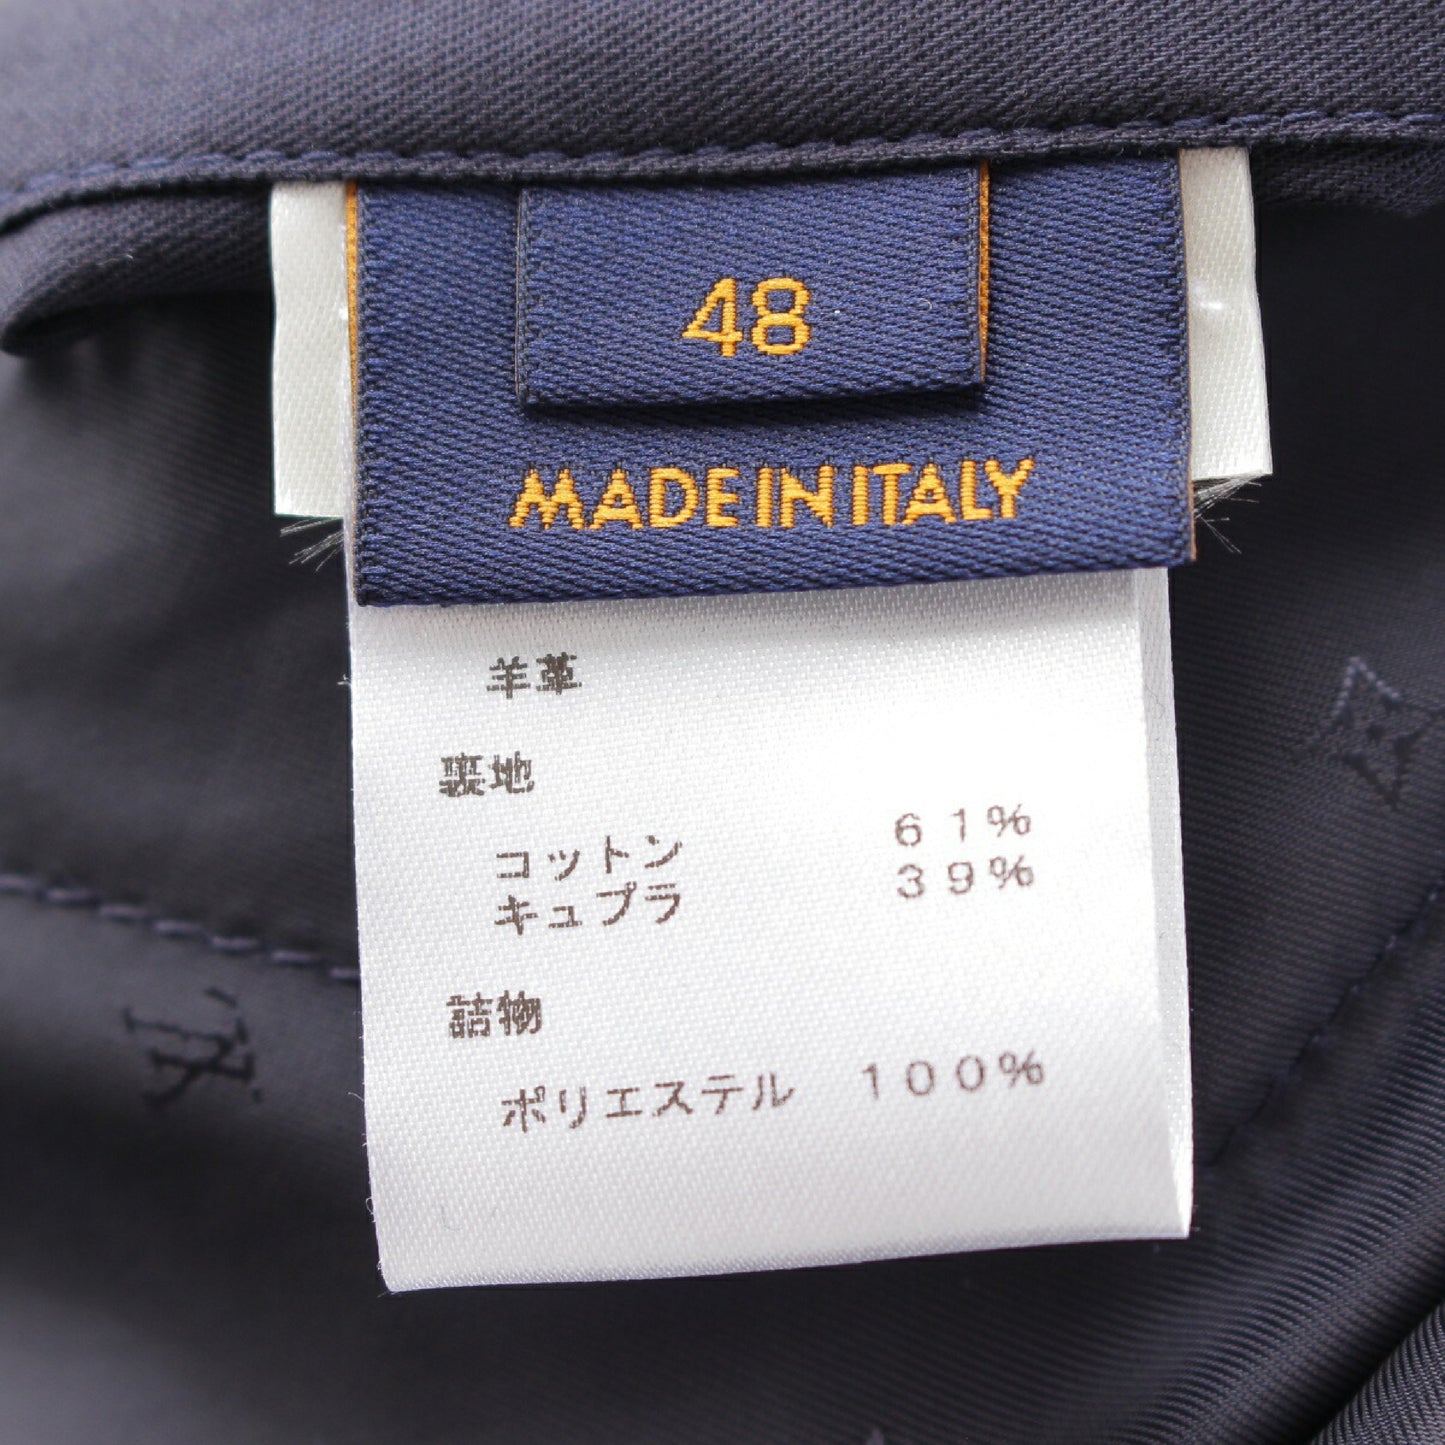 48
MADE IN ITALY
羊革
裏地
コットン 61%
キュプラ 39%
詰物
ポリエステル 100%